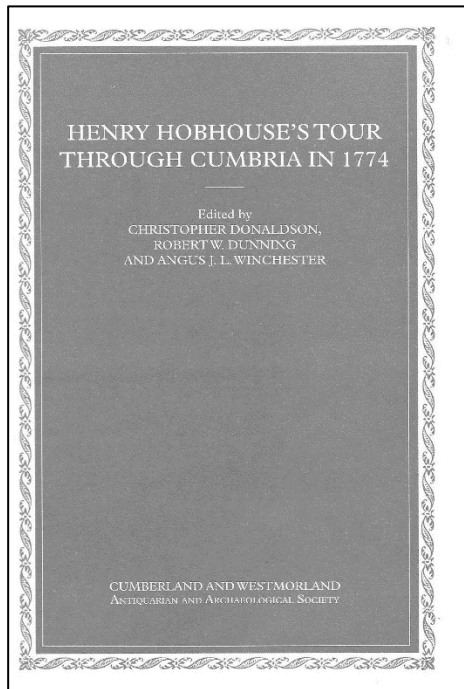 HENRY HOBHOUSE'S TOUR
THROUGH CUMBRIA IN 1774
Edited by
CHRISTOPHER DONALDSON,
ROBERT W. DUNNING
AND ANGUS J. L. WINCHESTER
CUMBERLAND AND WESTMORLAND
ANTIQUARIAN AND ARCHAEOLOGICAL SOCIETY